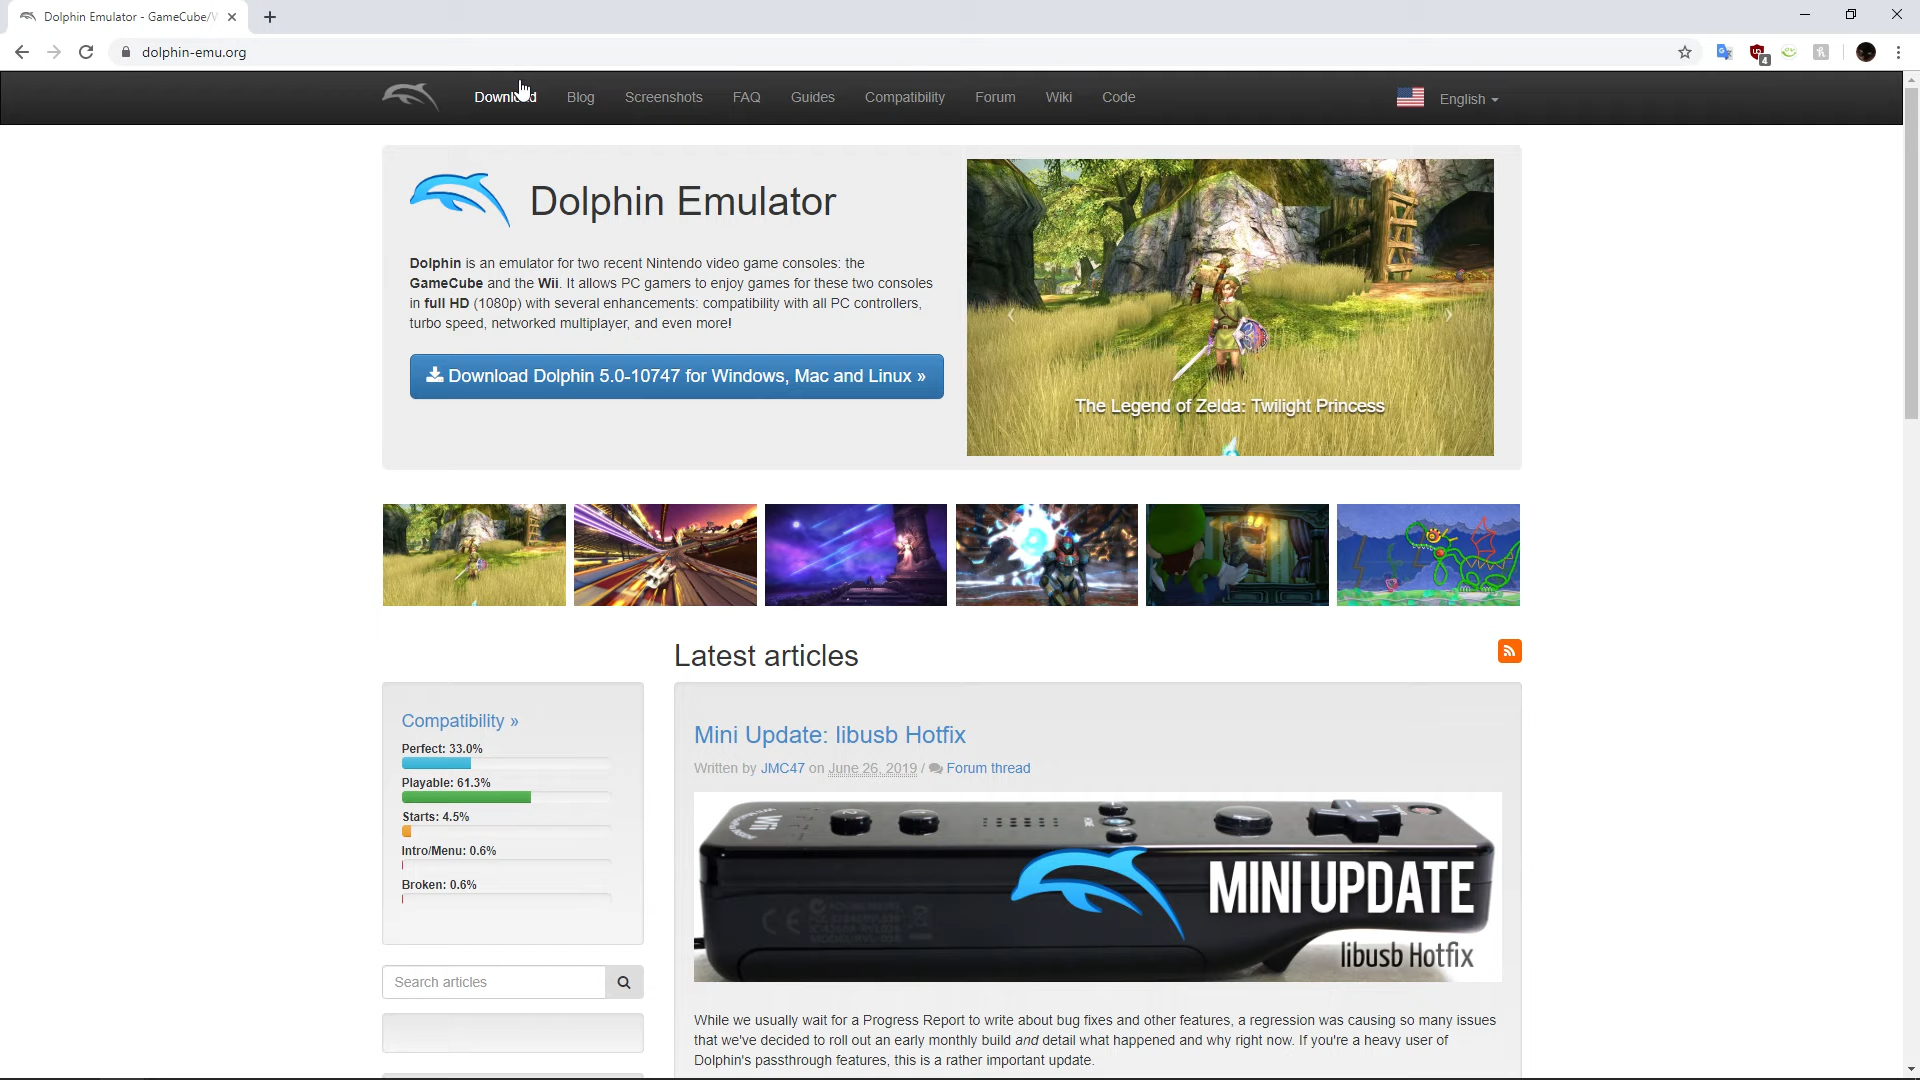 Dolphin Emulator - GameCube/W
dolphin-emu.org
4
Download
Blog
Screenshots
FAQ
Guides
Compatibility
Forum
Wiki
Code
English
Dolphin Emulator
Dolphin is an emulator for two recent Nintendo video game consoles: the
GameCube and the Wii. It allows PC gamers to enjoy games for these two consoles
in full HD (1080p) with several enhancements: compatibility with all PC controllers,
turbo speed, networked multiplayer, and even more!
Download Dolphin 5.0-10747 for Windows, Mac and Linux »
The Legend of Zelda: Twilight Princess
Latest articles
Compatibility »
Perfect: 33.0%
Playable: 61.3%
Starts: 4.5%
Intro/Menu: 0.6%
Broken: 0.6%
Search articles
Mini Update: libusb Hotfix
Written by JMC47 on June 26, 2019 / Forum thread
Wii
MINI UPDATE
libusb Hotfix
While we usually wait for a Progress Report to write about bug fixes and other features, a regression was causing so many issues
that we've decided to roll out an early monthly build and detail what happened and why right now. If you're a heavy user of
Dolphin's passthrough features, this is a rather important update.